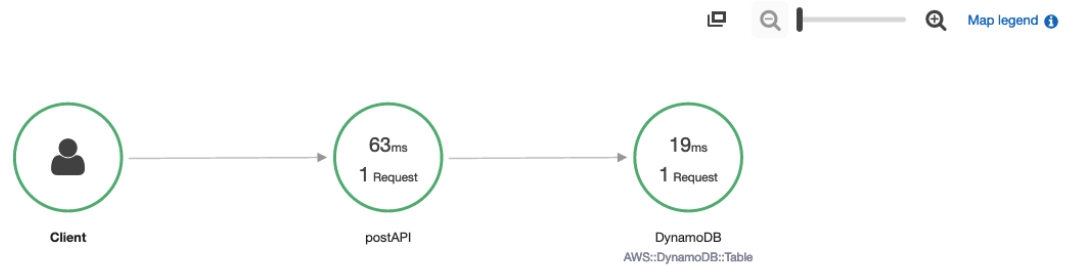 Map legend
63ms
1 Request
19ms
1 Request
Client
postAPI
DynamoDB
AWS::DynamoDB::Table